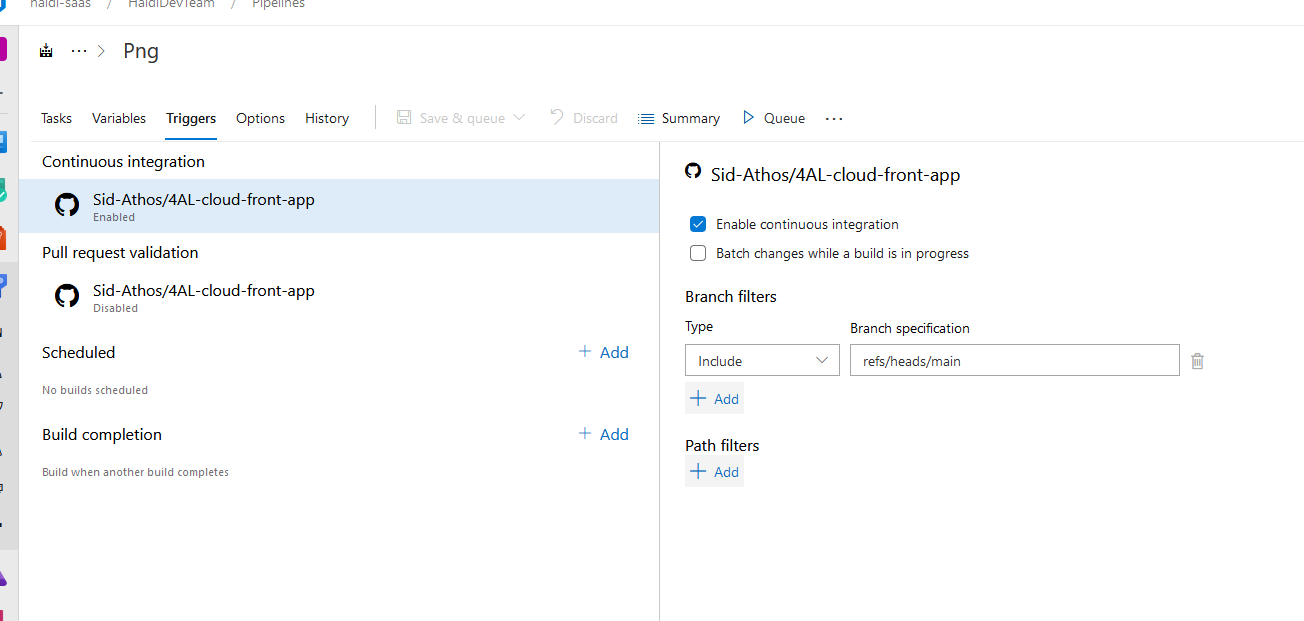 haldi-saas / HaldiDevTeam / Pipelines
··· > Png
Tasks Variables Triggers Options History Save & queue Discard Summary Queue ···
Continuous integration
Sid-Athos/4AL-cloud-front-app
Enabled
Pull request validation
Sid-Athos/4AL-cloud-front-app
Disabled
Scheduled + Add
No builds scheduled
Build completion + Add
Build when another build completes
Sid-Athos/4AL-cloud-front-app
Enable continuous integration
Batch changes while a build is in progress
Branch filters
Type Branch specification
Include refs/heads/main
+ Add
Path filters
+ Add